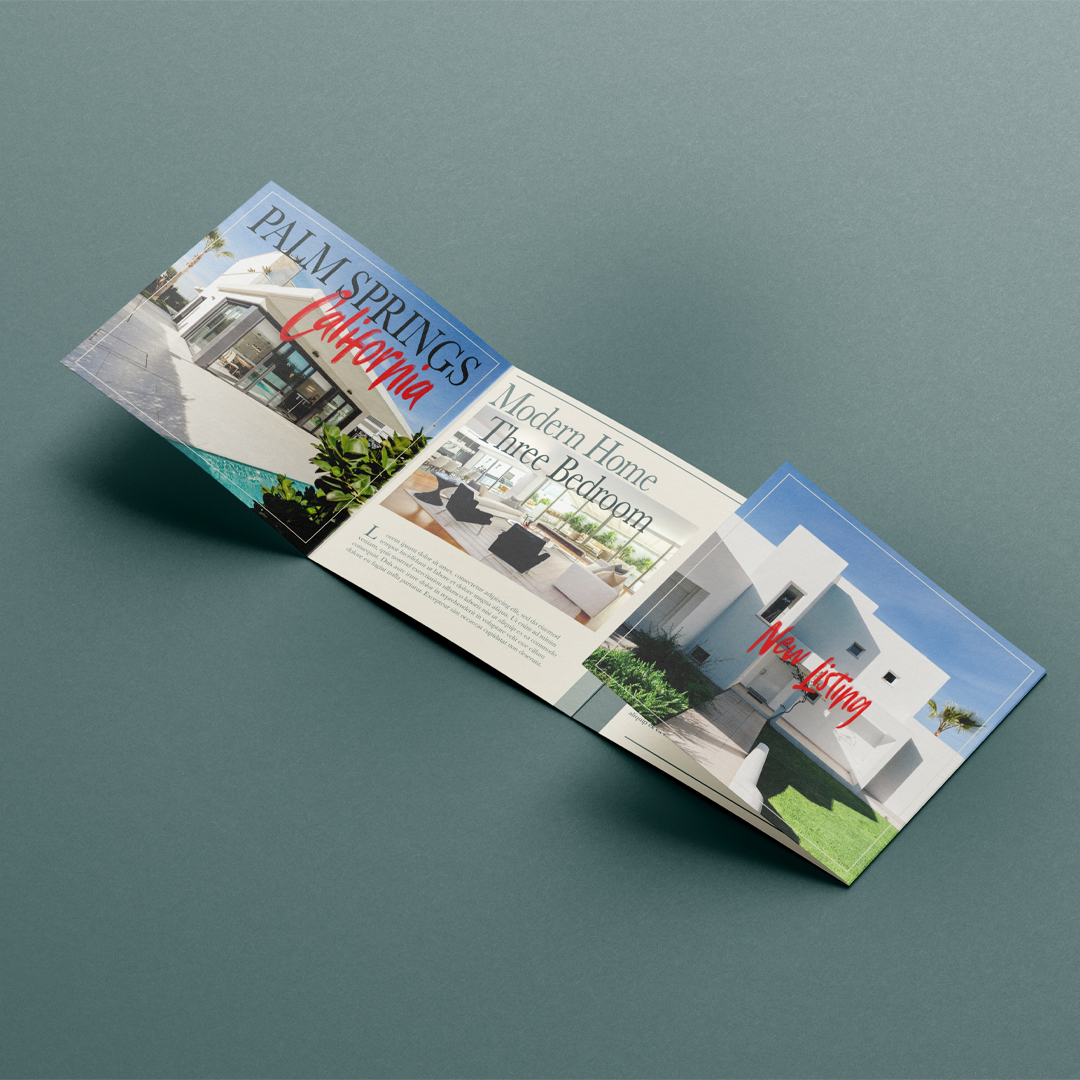 PALM SPRINGS
California
Modern Home
Three Bedroom
Lorem ipsum dolor sit amet, consectetur adipiscing elit, sed do eiusmod
tempor incididunt ut labore et dolore magna aliqua. Ut enim ad minim
veniam, quis nostrud exercitation ullamco laboris nisi ut aliquip ex ea commodo
consequat. Duis aute irure dolor in reprehenderit in voluptate velit esse cillum
dolore eu fugiat nulla pariatur. Excepteur sint occaecat cupidatat non deserunt.
New Listing
aliquip